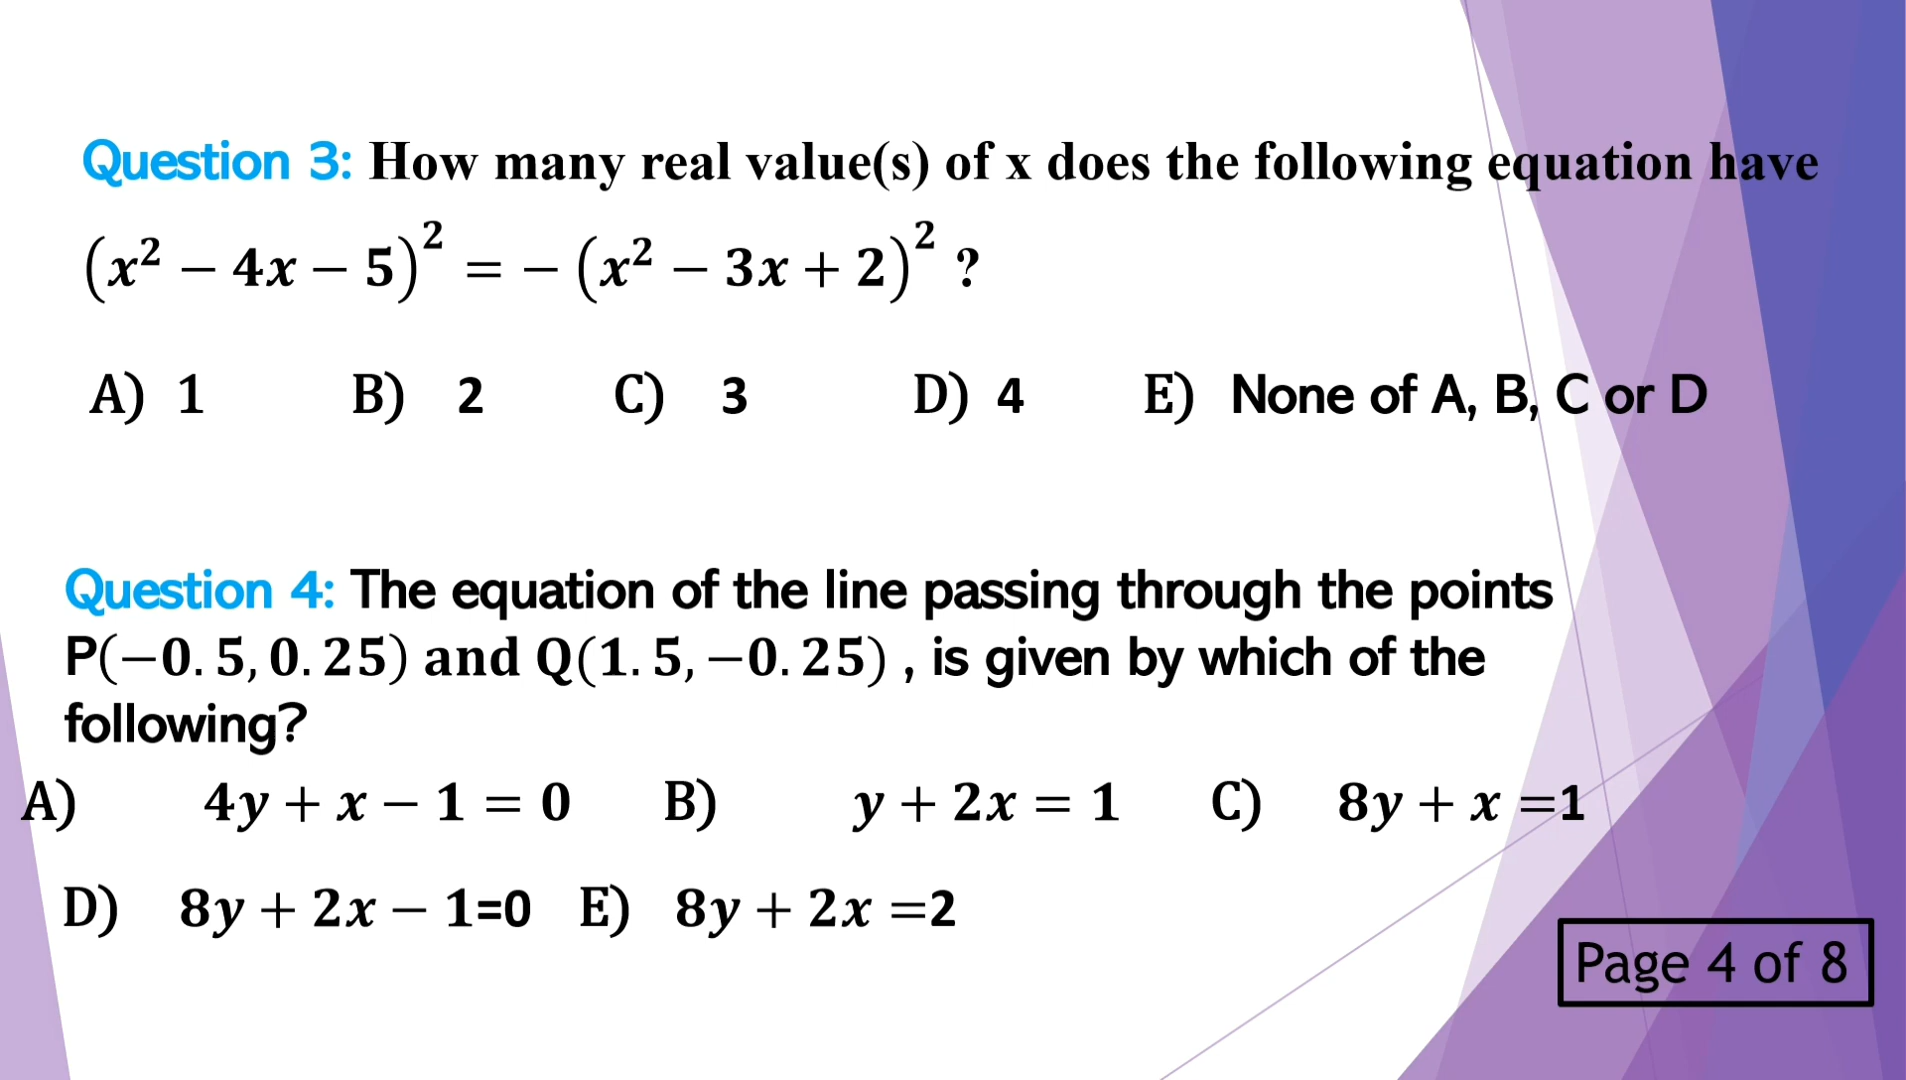 Question 3: How many real value(s) of x does the following equation have
(x² − 4x − 5)² = − (x² − 3x + 2)² ?
A) 1 B) 2 C) 3 D) 4 E) None of A, B, C or D
Question 4: The equation of the line passing through the points
P(−0.5, 0.25) and Q(1.5, −0.25) , is given by which of the
following?
A) 4y + x − 1 = 0 B) y + 2x = 1 C) 8y + x =1
D) 8y + 2x − 1=0 E) 8y + 2x =2
Page 4 of 8